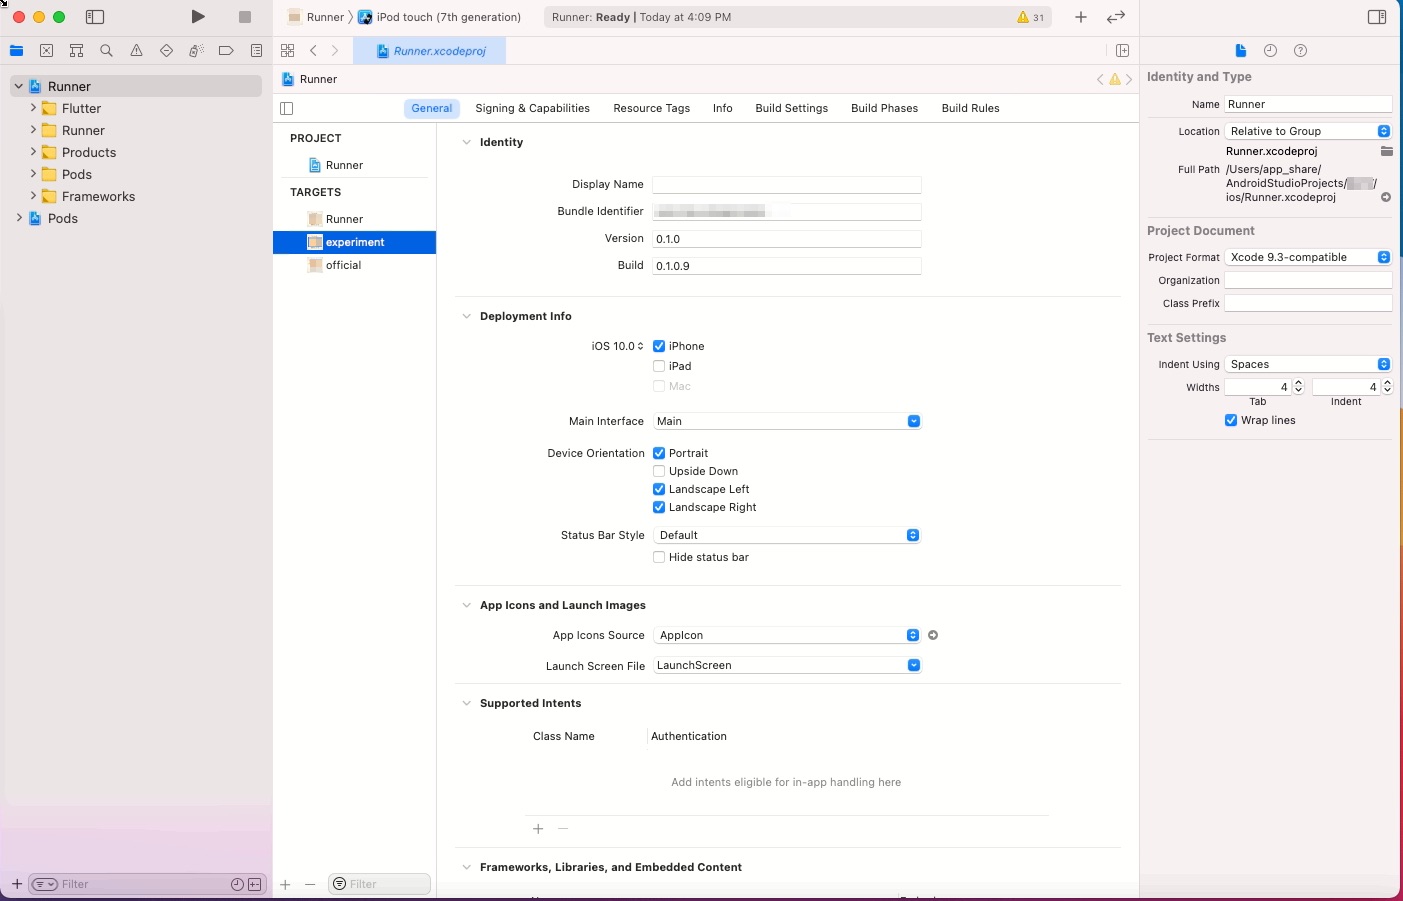 Runner 〉 iPod touch (7th generation)
Runner: Ready | Today at 4:09 PM
31
Runner
Flutter
Runner
Products
Pods
Frameworks
Pods
Filter
Runner.xcodeproj
Runner
General
Signing & Capabilities
Resource Tags
Info
Build Settings
Build Phases
Build Rules
PROJECT
Runner
TARGETS
Runner
experiment
official
Filter
Identity
Display Name
Bundle Identifier
Version 0.1.0
Build 0.1.0.9
Deployment Info
iOS 10.0 iPhone
iPad
Mac
Main Interface Main
Device Orientation Portrait
Upside Down
Landscape Left
Landscape Right
Status Bar Style Default
Hide status bar
App Icons and Launch Images
App Icons Source AppIcon
Launch Screen File LaunchScreen
Supported Intents
Class Name Authentication
Add intents eligible for in-app handling here
Frameworks, Libraries, and Embedded Content
Identity and Type
Name Runner
Location Relative to Group
Runner.xcodeproj
Full Path /Users/app_share/
AndroidStudioProjects/ /
ios/Runner.xcodeproj
Project Document
Project Format Xcode 9.3-compatible
Organization
Class Prefix
Text Settings
Indent Using Spaces
Widths 4 4
Tab Indent
Wrap lines